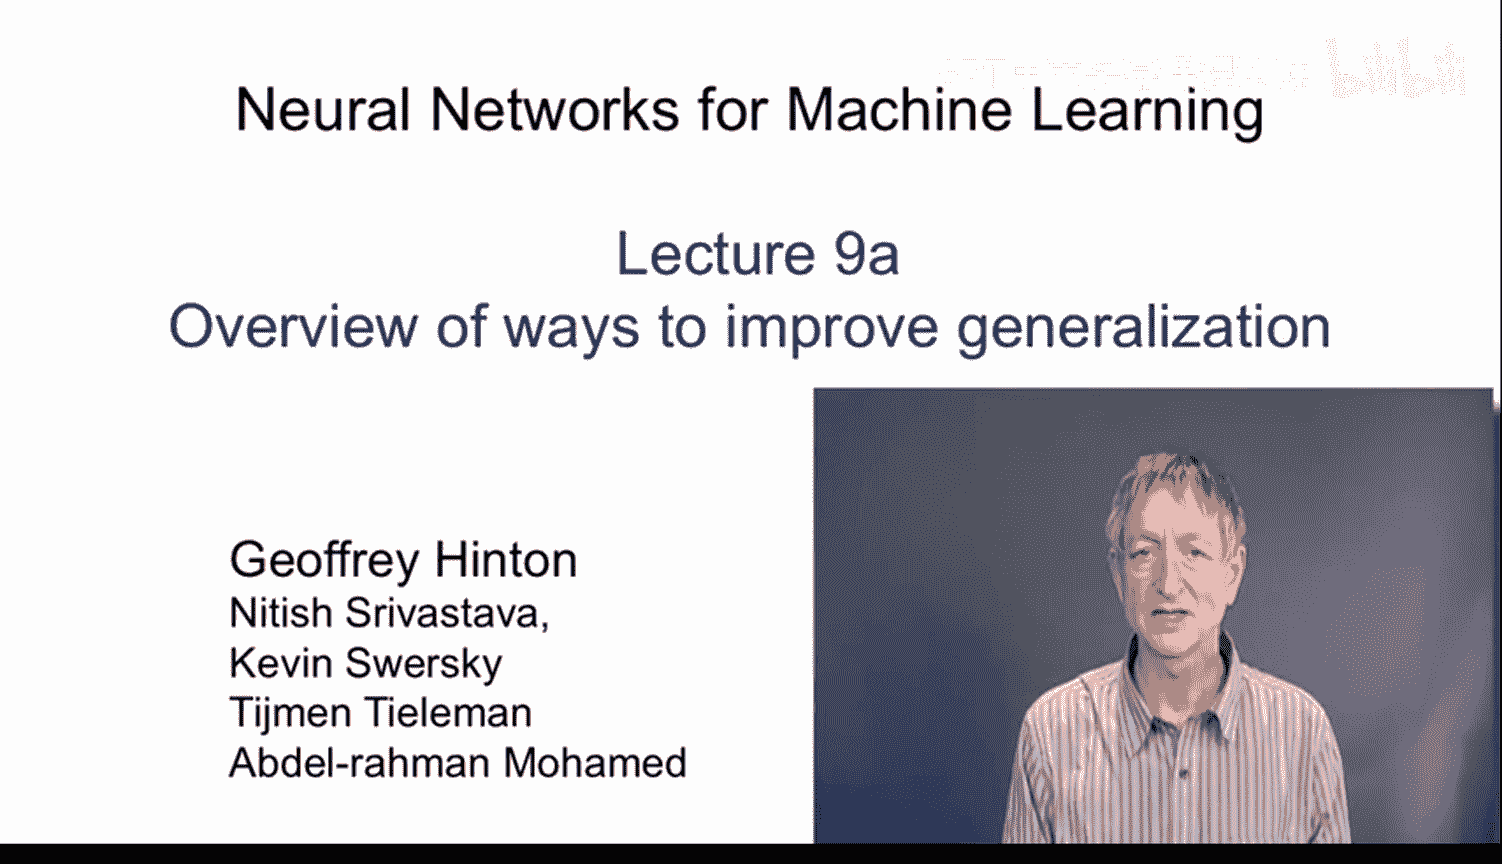 Neural Networks for Machine Learning
Lecture 9a
Overview of ways to improve generalization
Geoffrey Hinton
Nitish Srivastava,
Kevin Swersky
Tijmen Tieleman
Abdel-rahman Mohamed
bilibili